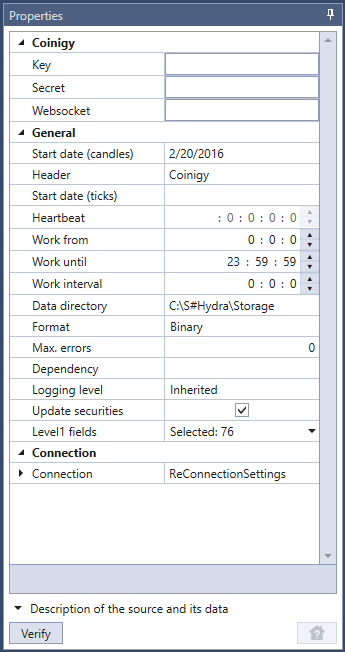 Properties
Coinigy
Key
Secret
Websocket
General
Start date (candles) 2/20/2016
Header Coinigy
Start date (ticks)
Heartbeat : 0 : 0 : 0 : 0
Work from 0 : 0 : 0
Work until 23 : 59 : 59
Work interval 0 : 0 : 0
Data directory C:\S#Hydra\Storage
Format Binary
Max. errors 0
Dependency
Logging level Inherited
Update securities
Level1 fields Selected: 76
Connection
Connection ReConnectionSettings
Description of the source and its data
Verify